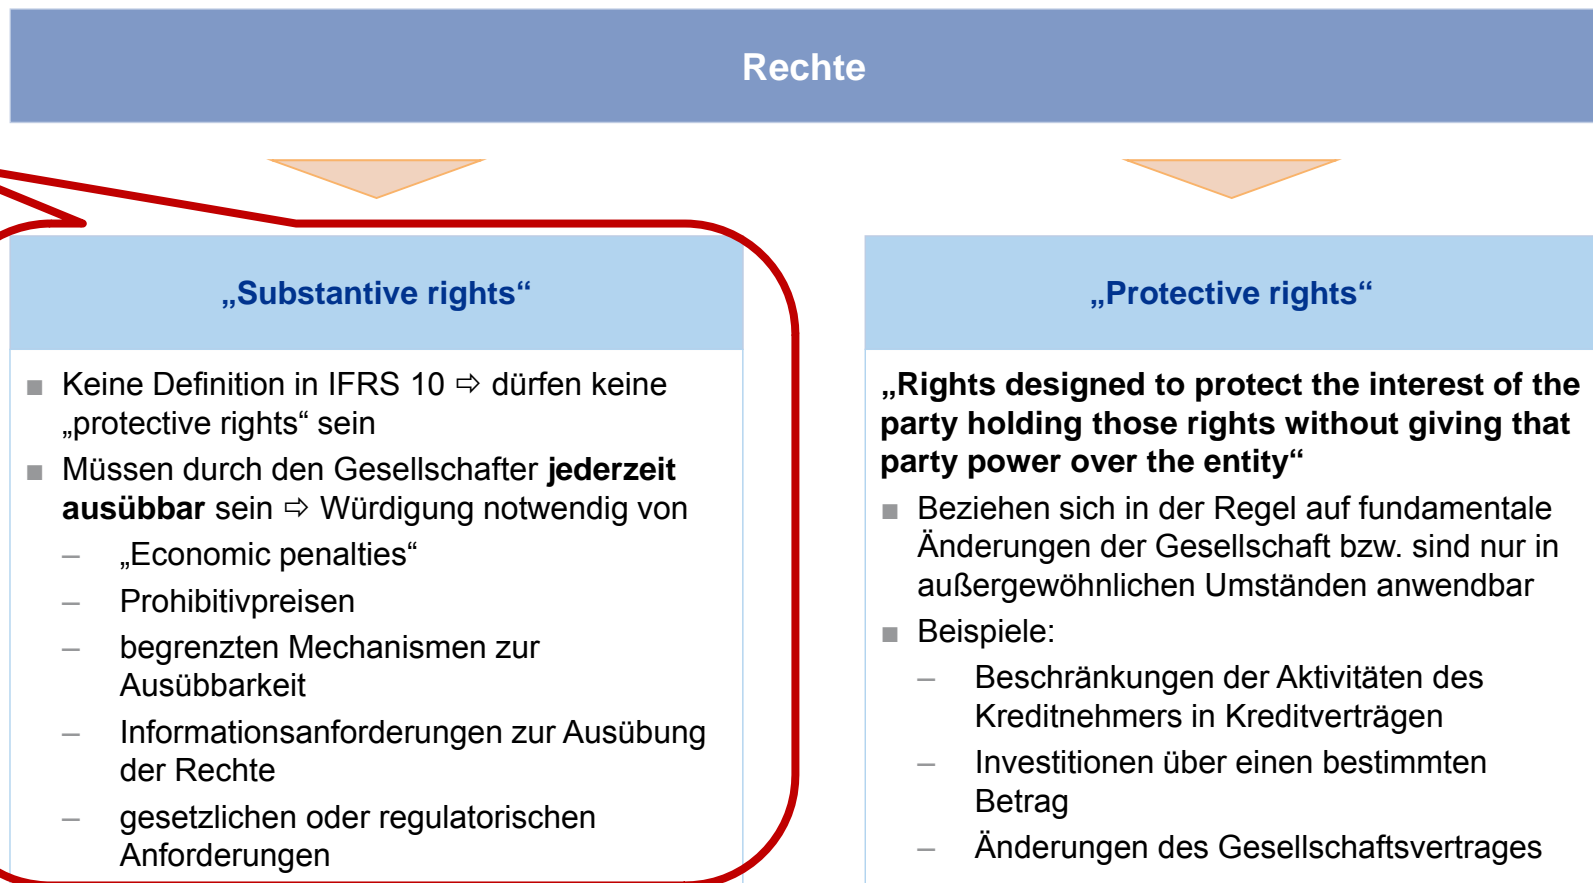 Rechte
„Substantive rights“
■ Keine Definition in IFRS 10 ⇨ dürfen keine
„protective rights“ sein
■ Müssen durch den Gesellschafter jederzeit
ausübbar sein ⇨ Würdigung notwendig von
– „Economic penalties“
– Prohibitivpreisen
– begrenzten Mechanismen zur
Ausübbarkeit
– Informationsanforderungen zur Ausübung
der Rechte
– gesetzlichen oder regulatorischen
Anforderungen
„Protective rights“
„Rights designed to protect the interest of the
party holding those rights without giving that
party power over the entity“
■ Beziehen sich in der Regel auf fundamentale
Änderungen der Gesellschaft bzw. sind nur in
außergewöhnlichen Umständen anwendbar
■ Beispiele:
– Beschränkungen der Aktivitäten des
Kreditnehmers in Kreditverträgen
– Investitionen über einen bestimmten
Betrag
– Änderungen des Gesellschaftsvertrages